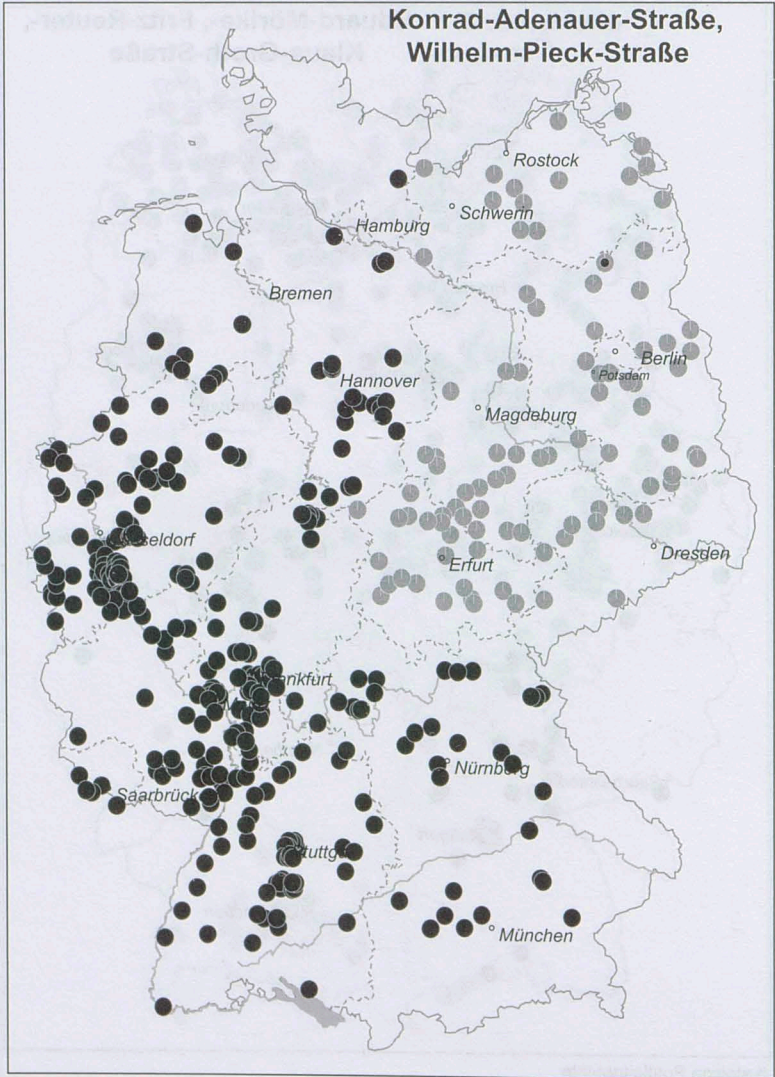 Konrad-Adenauer-Straße,
Wilhelm-Pieck-Straße
Rostock
Schwerin
Hamburg
Bremen
Berlin
Potsdam
Hannover
Magdeburg
Dresden
Erfurt
Nürnberg
München